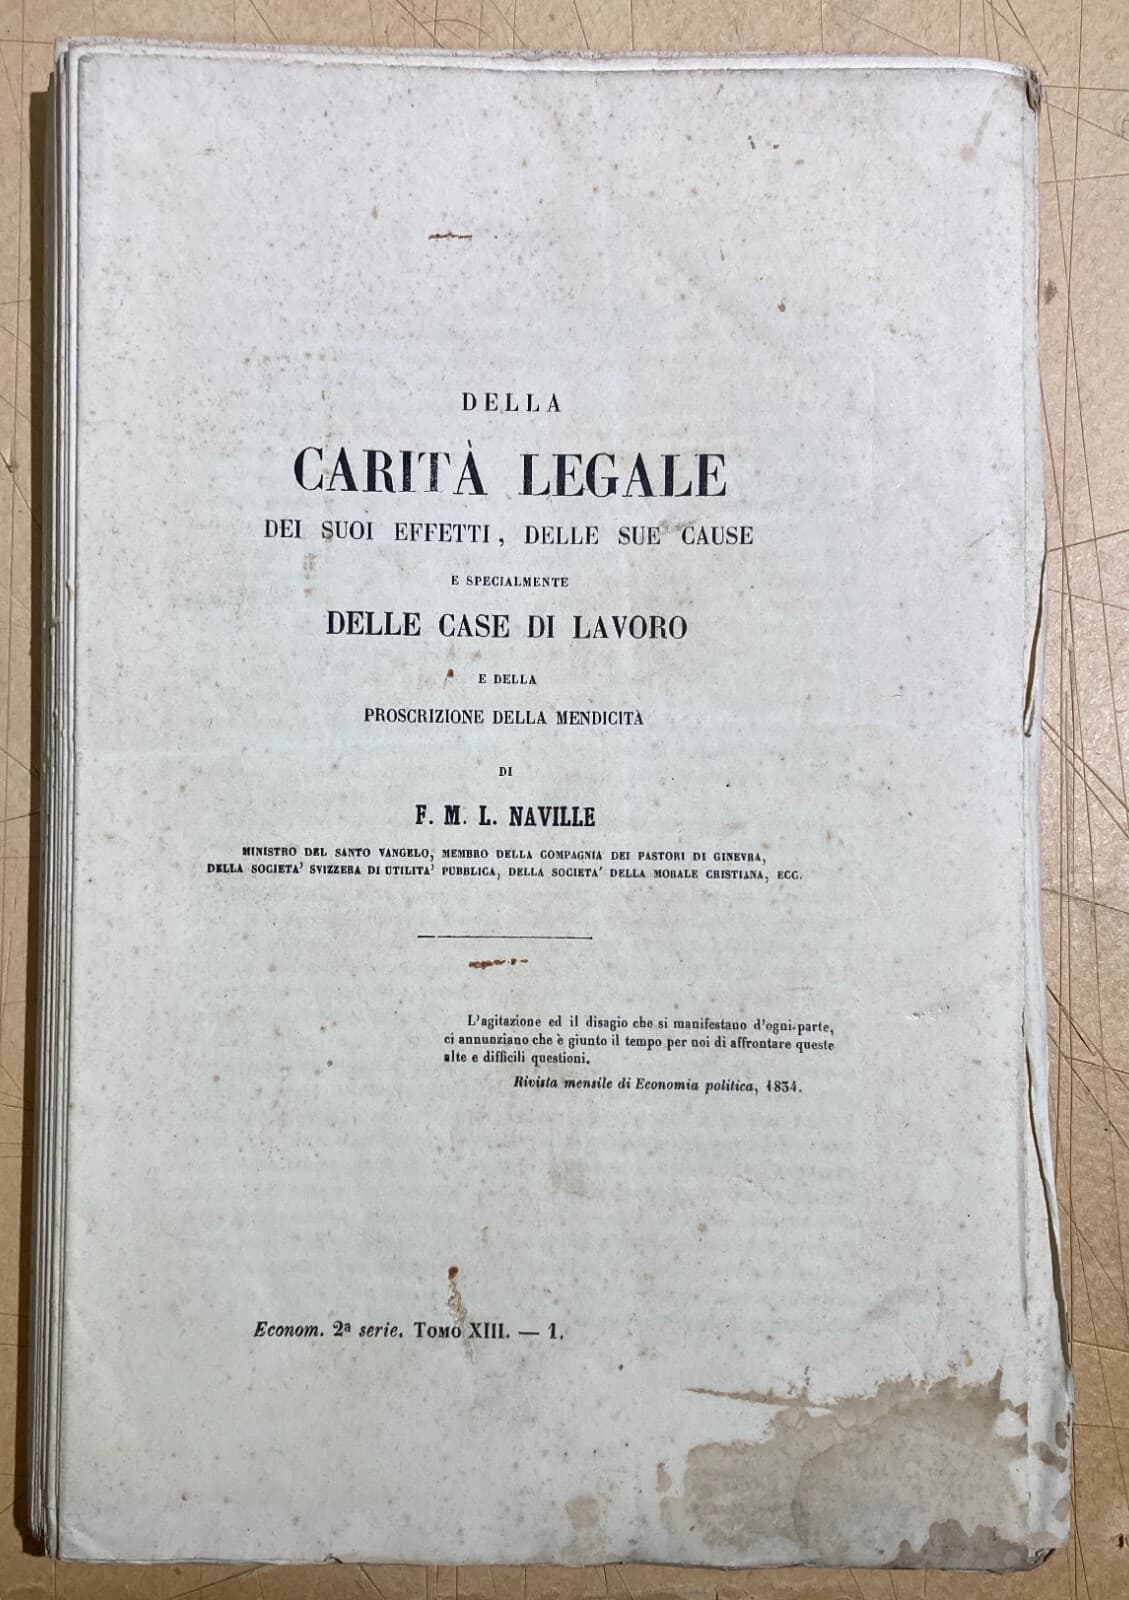 DELLA
CARITÀ LEGALE
DEI SUOI EFFETTI, DELLE SUE CAUSE
E SPECIALMENTE
DELLE CASE DI LAVORO
E DELLA
PROSCRIZIONE DELLA MENDICITÀ
DI
F. M. L. NAVILLE
MINISTRO DEL SANTO VANGELO, MEMBRO DELLA COMPAGNIA DEI PASTORI DI GINEVRA,
DELLA SOCIETA' SVIZZERA DI UTILITA' PUBBLICA, DELLA SOCIETA' DELLA MORALE CRISTIANA, ECC.
L'agitazione ed il disagio che si manifestano d'ogni parte,
ci annunziano che è giunto il tempo per noi di affrontare queste
alte e difficili questioni.
Rivista mensile di Economia politica, 1834.
Econom. 2ª serie. TOMO XIII. — 1.